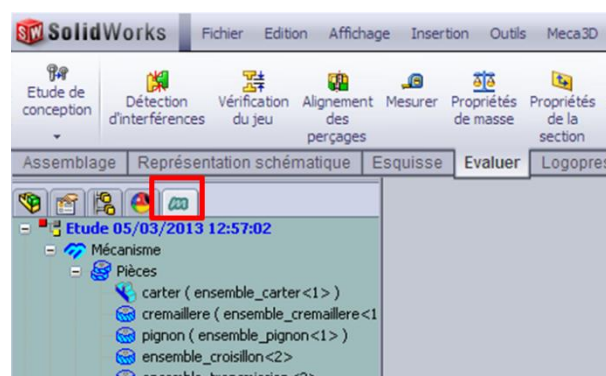 SolidWorks Fichier Edition Affichage Insertion Outils Meca3D
Etude de conception
Détection d'interférences
Vérification du jeu
Alignement des perçages
Mesurer
Propriétés de masse
Propriétés de la section
Assemblage Représentation schématique Esquisse Evaluer Logopres
Etude 05/03/2013 12:57:02
Mécanisme
Pièces
carter ( ensemble_carter<1> )
cremaillere ( ensemble_cremaillere<1
pignon ( ensemble_pignon<1> )
ensemble_croisillon<2>